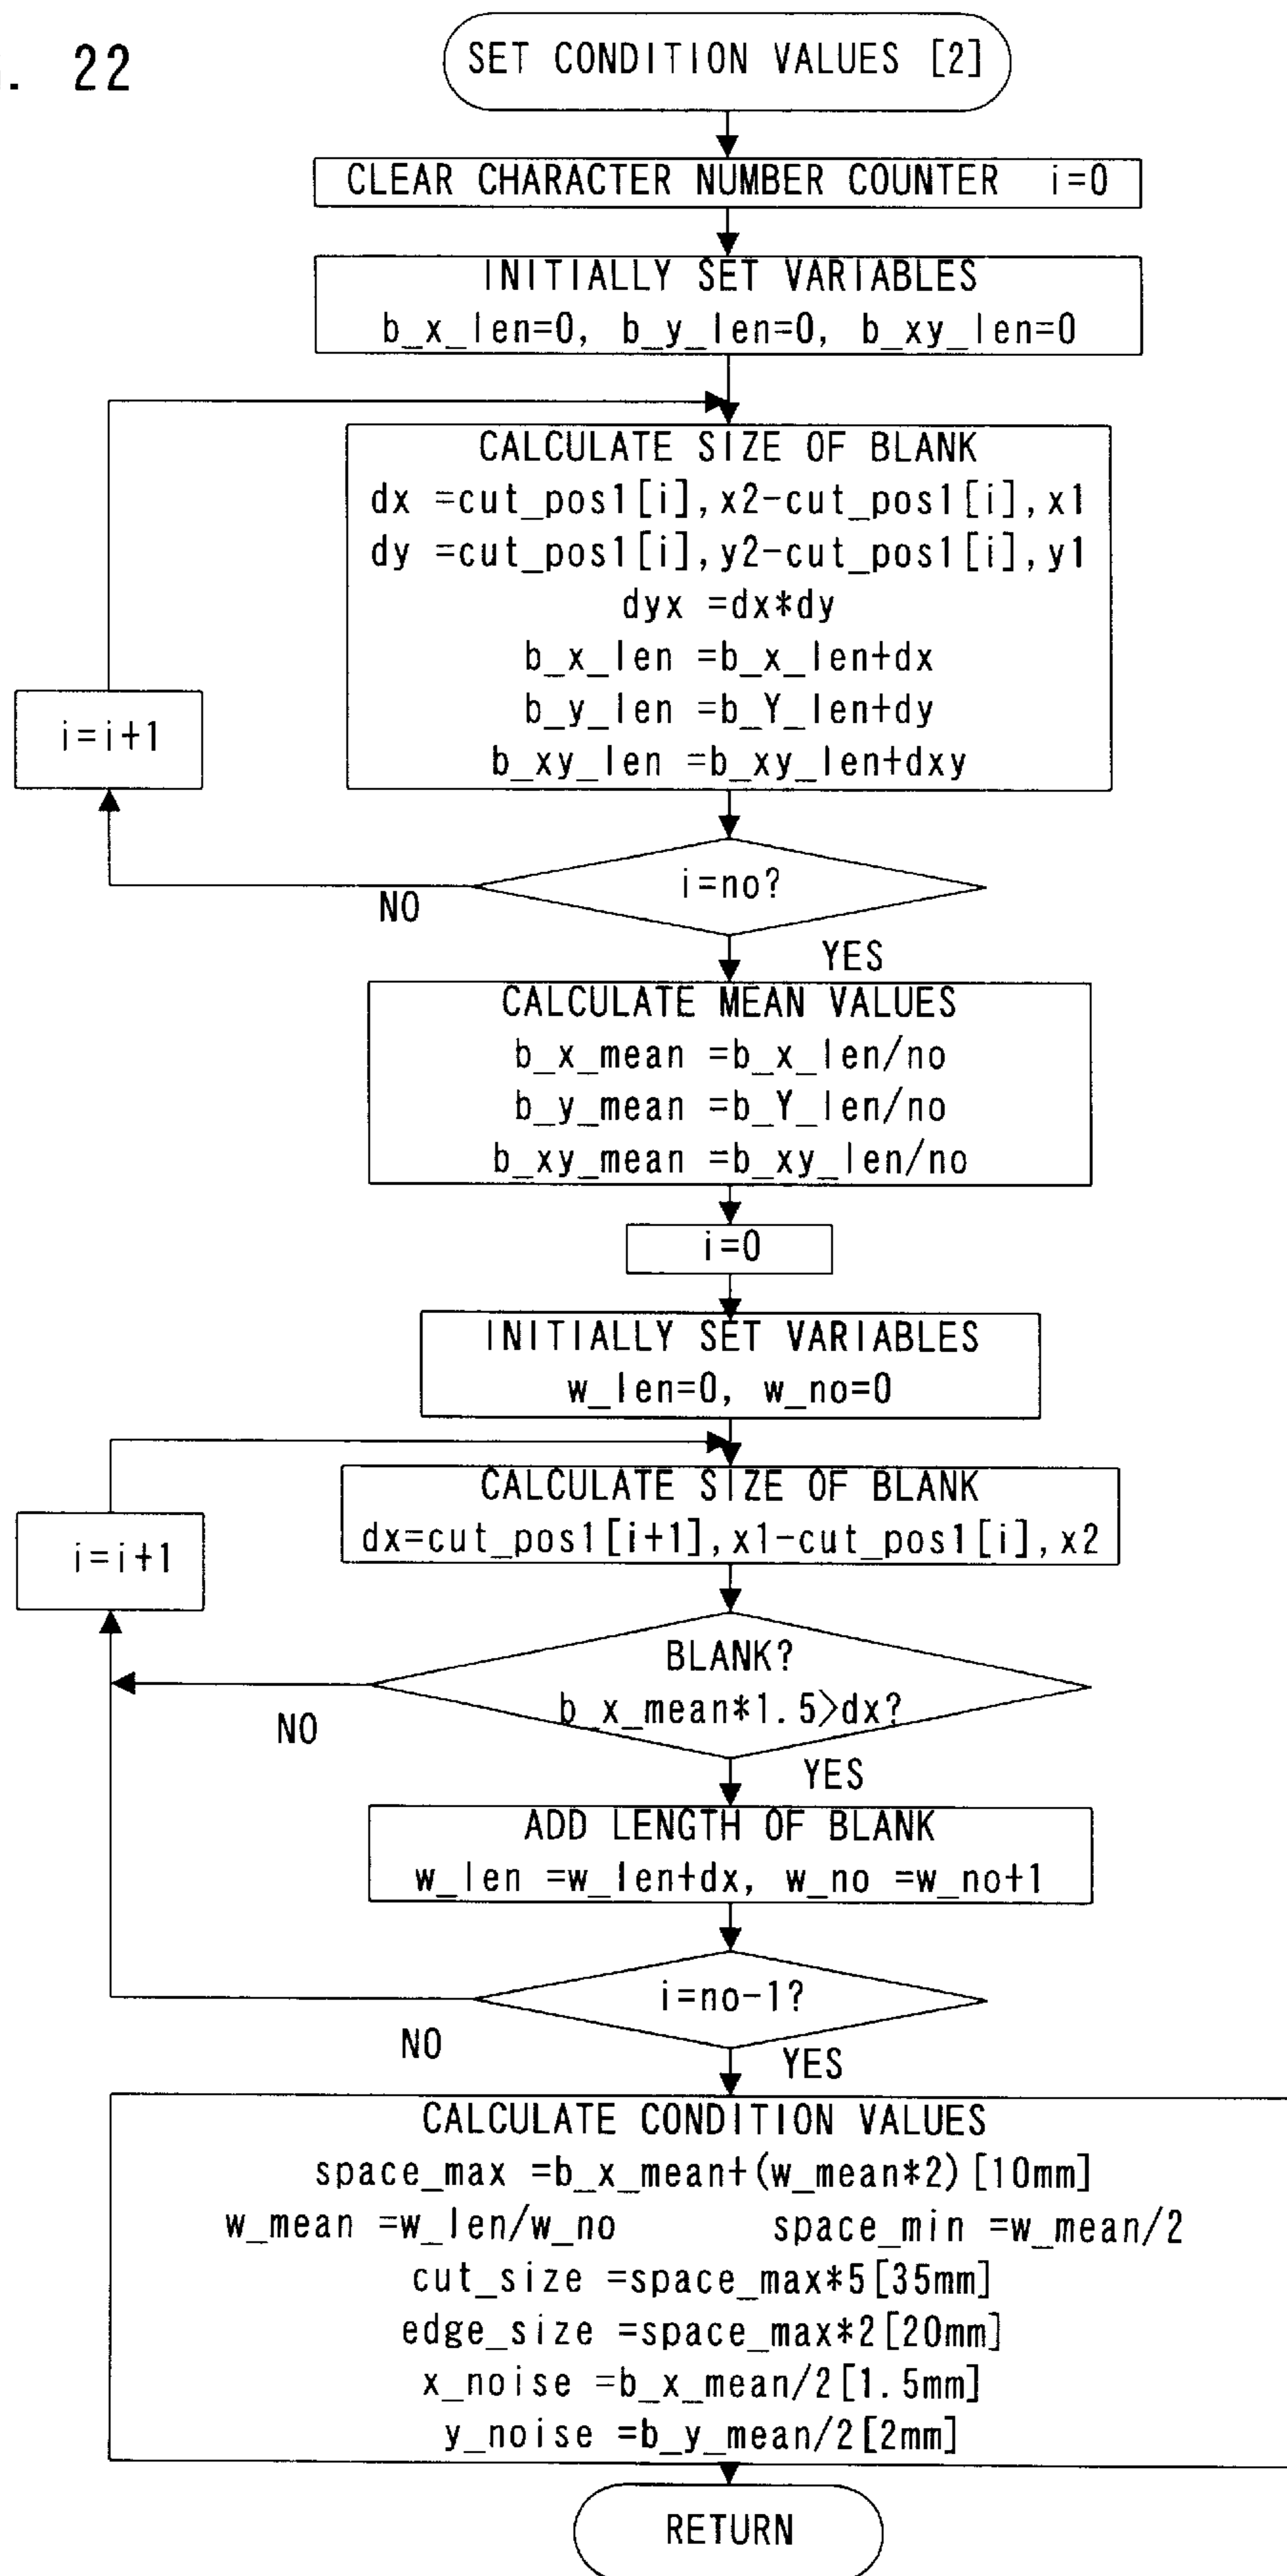 . 22
SET CONDITION VALUES [2]
CLEAR CHARACTER NUMBER COUNTER i=0
INITIALLY SET VARIABLES
b_x_len=0, b_y_len=0, b_xy_len=0
CALCULATE SIZE OF BLANK
dx =cut_pos1[i],x2-cut_pos1[i],x1
dy =cut_pos1[i],y2-cut_pos1[i],y1
dyx =dx*dy
b_x_len =b_x_len+dx
b_y_len =b_Y_len+dy
b_xy_len =b_xy_len+dxy
i=i+1
i=no?
NO
YES
CALCULATE MEAN VALUES
b_x_mean =b_x_len/no
b_y_mean =b_Y_len/no
b_xy_mean =b_xy_len/no
i=0
INITIALLY SET VARIABLES
w_len=0, w_no=0
CALCULATE SIZE OF BLANK
dx=cut_pos1[i+1],x1-cut_pos1[i],x2
i=i+1
BLANK?
b_x_mean*1.5>dx?
NO
YES
ADD LENGTH OF BLANK
w_len =w_len+dx, w_no =w_no+1
i=no-1?
NO
YES
CALCULATE CONDITION VALUES
space_max =b_x_mean+(w_mean*2)[10mm]
w_mean =w_len/w_no space_min =w_mean/2
cut_size =space_max*5[35mm]
edge_size =space_max*2[20mm]
x_noise =b_x_mean/2[1.5mm]
y_noise =b_y_mean/2[2mm]
RETURN